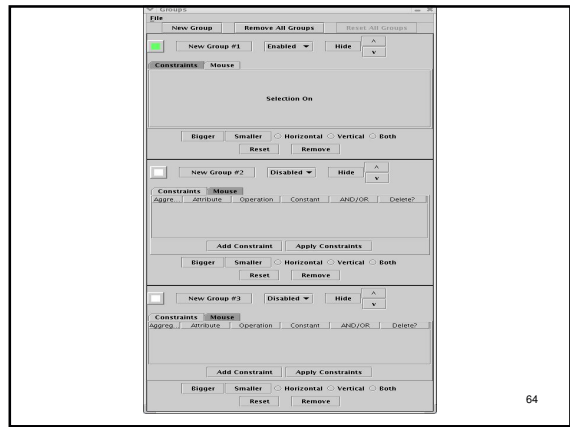 Groups
File
New Group Remove All Groups Reset All Groups
New Group #1 Enabled Hide ^
v
Constraints Mouse
Selection On
Bigger Smaller Horizontal Vertical Both
Reset Remove
New Group #2 Disabled Hide ^
v
Constraints Mouse
Aggre... Attribute Operation Constant AND/OR Delete?
Add Constraint Apply Constraints
Bigger Smaller Horizontal Vertical Both
Reset Remove
New Group #3 Disabled Hide ^
v
Constraints Mouse
Aggreg... Attribute Operation Constant AND/OR Delete?
Add Constraint Apply Constraints
Bigger Smaller Horizontal Vertical Both
Reset Remove
64